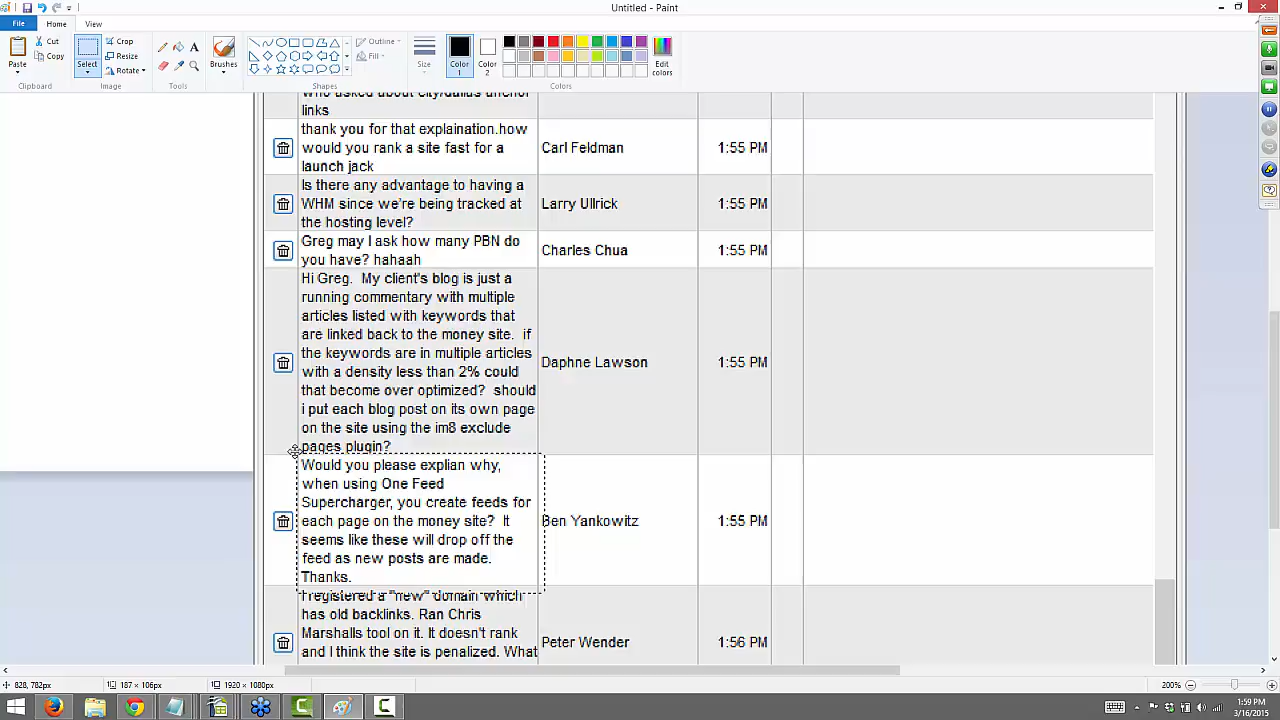 Untitled - Paint
File
Home
View
Paste
Cut
Copy
Clipboard
Select
Crop
Resize
Rotate
Image
Tools
Brushes
Outline
Fill
Shapes
Size
Color 1
Color 2
Edit colors
Colors
who asked about city/dallas anchor
links
thank you for that explaination.how
would you rank a site fast for a
launch jack
Carl Feldman
1:55 PM
Is there any advantage to having a
WHM since we're being tracked at
the hosting level?
Larry Ullrick
1:55 PM
Greg may I ask how many PBN do
you have? hahaah
Charles Chua
1:55 PM
Hi Greg. My client's blog is just a
running commentary with multiple
articles listed with keywords that
are linked back to the money site. if
the keywords are in multiple articles
with a density less than 2% could
that become over optimized? should
i put each blog post on its own page
on the site using the im8 exclude
pages plugin?
Daphne Lawson
1:55 PM
Would you please explian why,
when using One Feed
Supercharger, you create feeds for
each page on the money site? It
seems like these will drop off the
feed as new posts are made.
Thanks.
Ben Yankowitz
1:55 PM
I registered a "new" domain which
has old backlinks. Ran Chris
Marshalls tool on it. It doesn't rank
and I think the site is penalized. What
Peter Wender
1:56 PM
828, 782px
187 × 106px
1920 × 1080px
200%
1:59 PM
3/16/2015